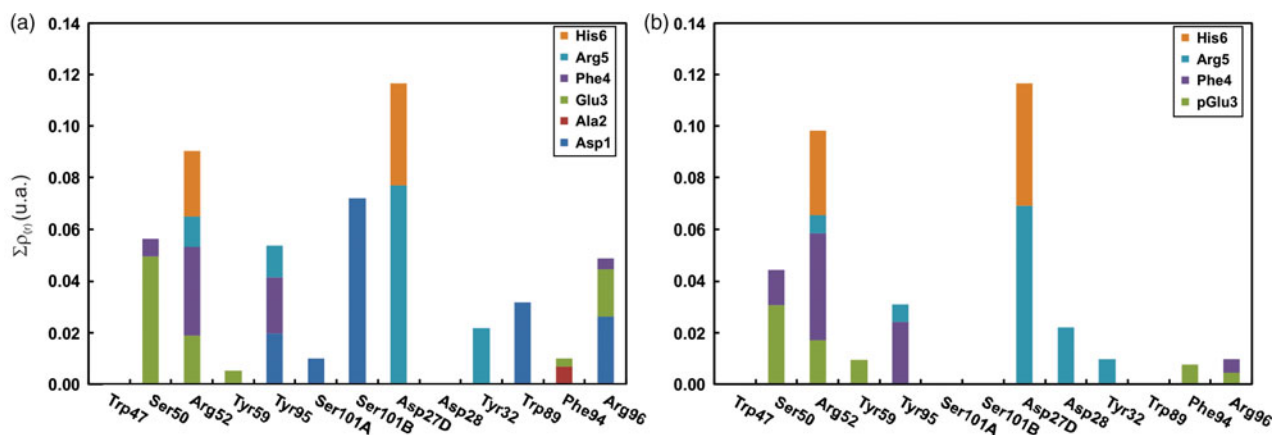 (a)
Σρ(r) (u.a.)
0.14
0.12
0.10
0.08
0.06
0.04
0.02
0.00
His6
Arg5
Phe4
Glu3
Ala2
Asp1
Trp47
Ser50
Arg52
Tyr59
Tyr95
Ser101A
Ser101B
Asp27D
Asp28
Tyr32
Trp89
Phe94
Arg96
(b)
0.14
0.12
0.10
0.08
0.06
0.04
0.02
0.00
His6
Arg5
Phe4
pGlu3
Trp47
Ser50
Arg52
Tyr59
Tyr95
Ser101A
Ser101B
Asp27D
Asp28
Tyr32
Trp89
Phe94
Arg96